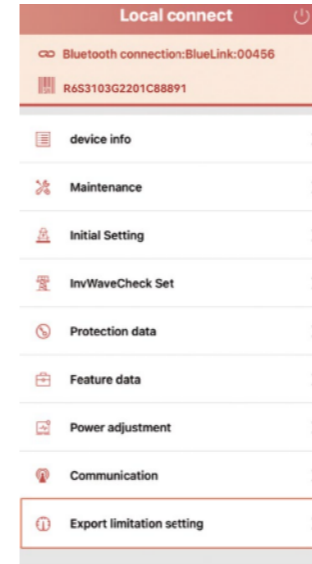 Local connect
Bluetooth connection:BlueLink:00456
R6S3103G2201C88891
device info
Maintenance
Initial Setting
InvWaveCheck Set
Protection data
Feature data
Power adjustment
Communication
Export limitation setting